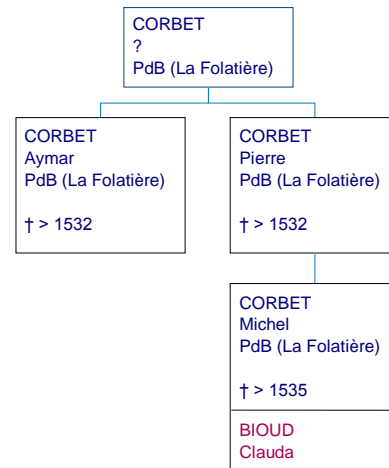 CORBET
?
PdB (La Folatière)
CORBET
Aymar
PdB (La Folatière)
† > 1532
CORBET
Pierre
PdB (La Folatière)
† > 1532
CORBET
Michel
PdB (La Folatière)
† > 1535
BIOUD
Clauda